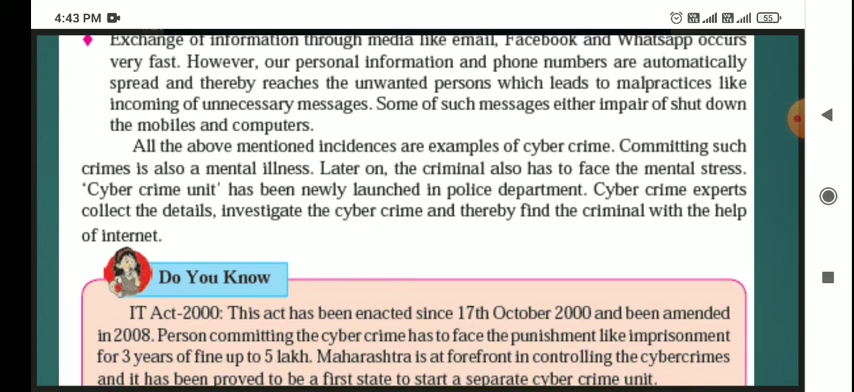 4:43 PM
55
Exchange of information through media like email, Facebook and Whatsapp occurs
very fast. However, our personal information and phone numbers are automatically
spread and thereby reaches the unwanted persons which leads to malpractices like
incoming of unnecessary messages. Some of such messages either impair of shut down
the mobiles and computers.
All the above mentioned incidences are examples of cyber crime. Committing such
crimes is also a mental illness. Later on, the criminal also has to face the mental stress.
‘Cyber crime unit’ has been newly launched in police department. Cyber crime experts
collect the details, investigate the cyber crime and thereby find the criminal with the help
of internet.
Do You Know
IT Act-2000: This act has been enacted since 17th October 2000 and been amended
in 2008. Person committing the cyber crime has to face the punishment like imprisonment
for 3 years of fine up to 5 lakh. Maharashtra is at forefront in controlling the cybercrimes
and it has been proved to be a first state to start a separate cyber crime unit.